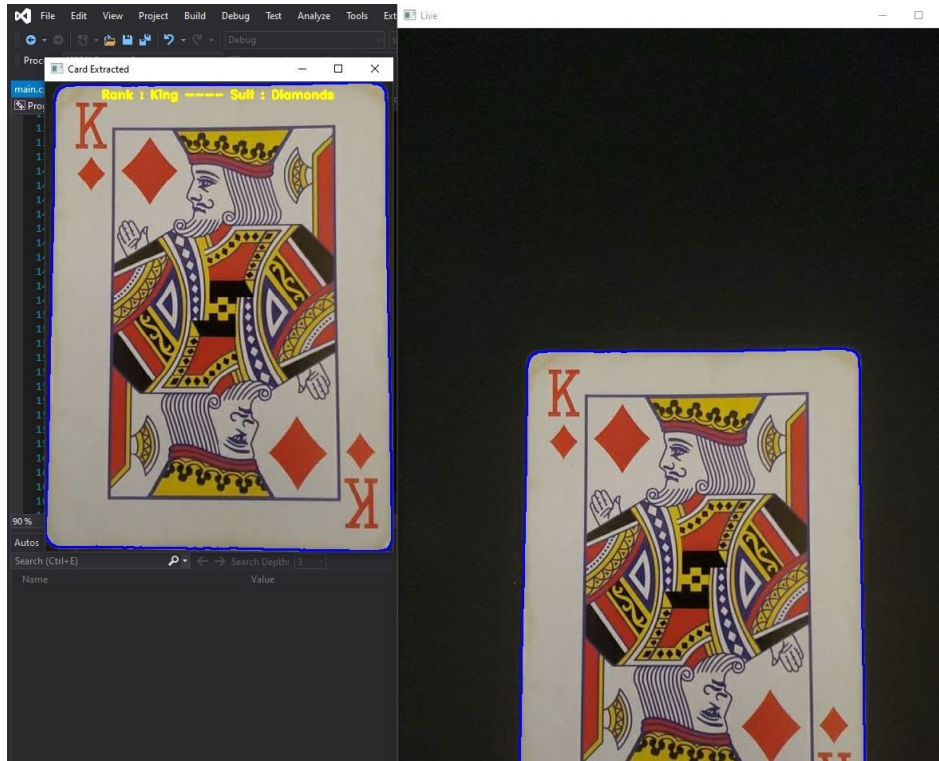 File Edit View Project Build Debug Test Analyze Tools Ext
Live
Debug
Proc
Card Extracted
main.c
Rank : King ---- Suit : Diamonds
K
K
K
90 %
Autos
Search (Ctrl+E)
Search Depth: 3
Name Value